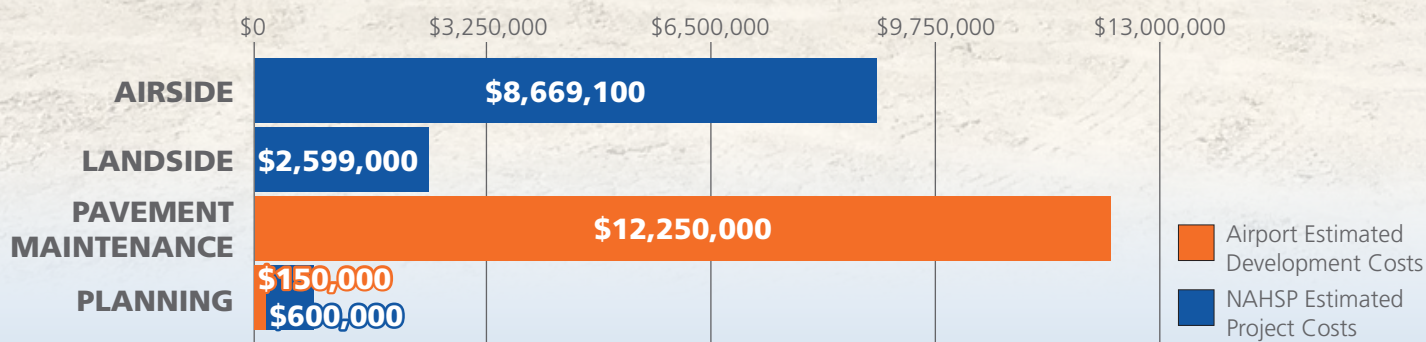 $0 $3,250,000 $6,500,000 $9,750,000 $13,000,000
AIRSIDE $8,669,100
LANDSIDE $2,599,000
PAVEMENT
MAINTENANCE
$12,250,000
PLANNING
$150,000
$600,000
Airport Estimated
Development Costs
NAHSP Estimated
Project Costs